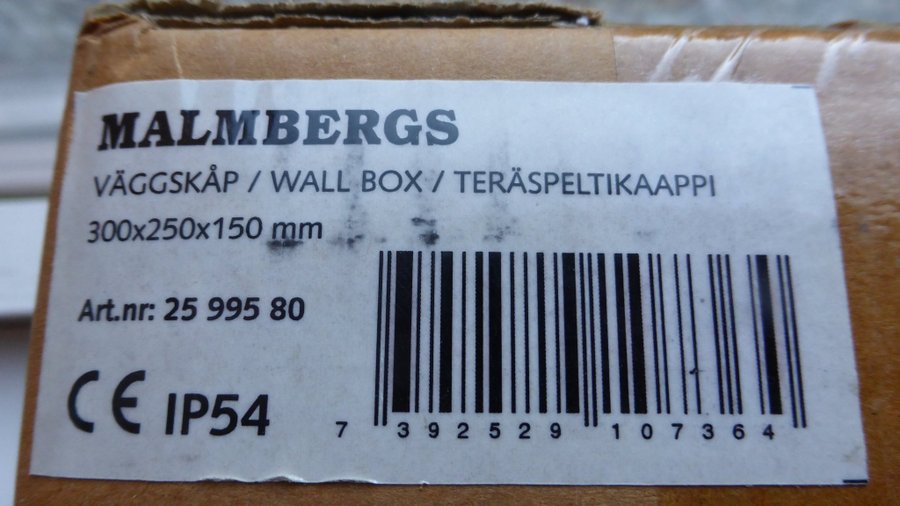 MALMBERGS
VÄGGSKÅP / WALL BOX / TERÄSPELTIKAAPPI
300x250x150 mm
Art.nr: 25 995 80
CE IP54
7 392529 107364